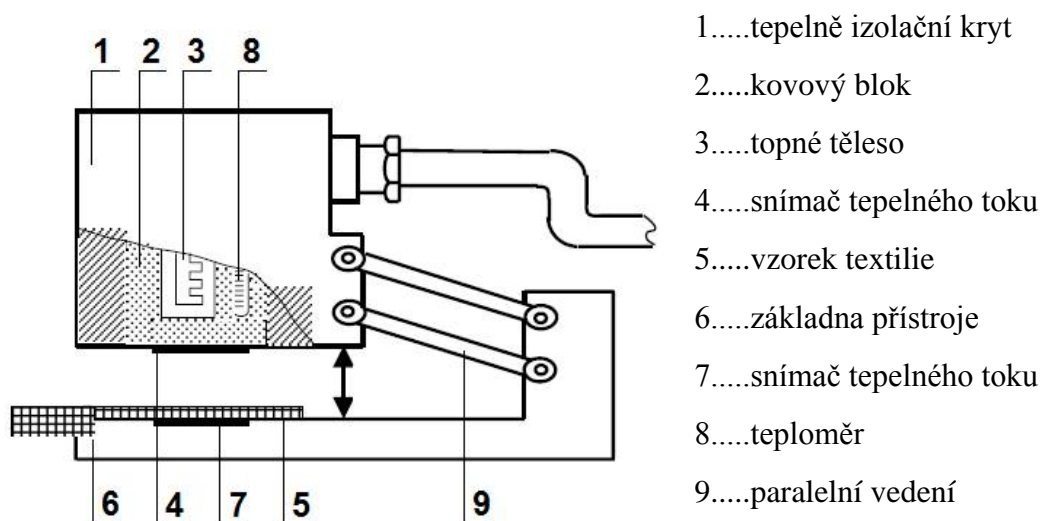 1 2 3 8
6 4 7 5 9
1.....tepelně izolační kryt
2.....kovový blok
3.....topné těleso
4.....snímač tepelného toku
5.....vzorek textilie
6.....základna přístroje
7.....snímač tepelného toku
8.....teploměr
9.....paralelní vedení